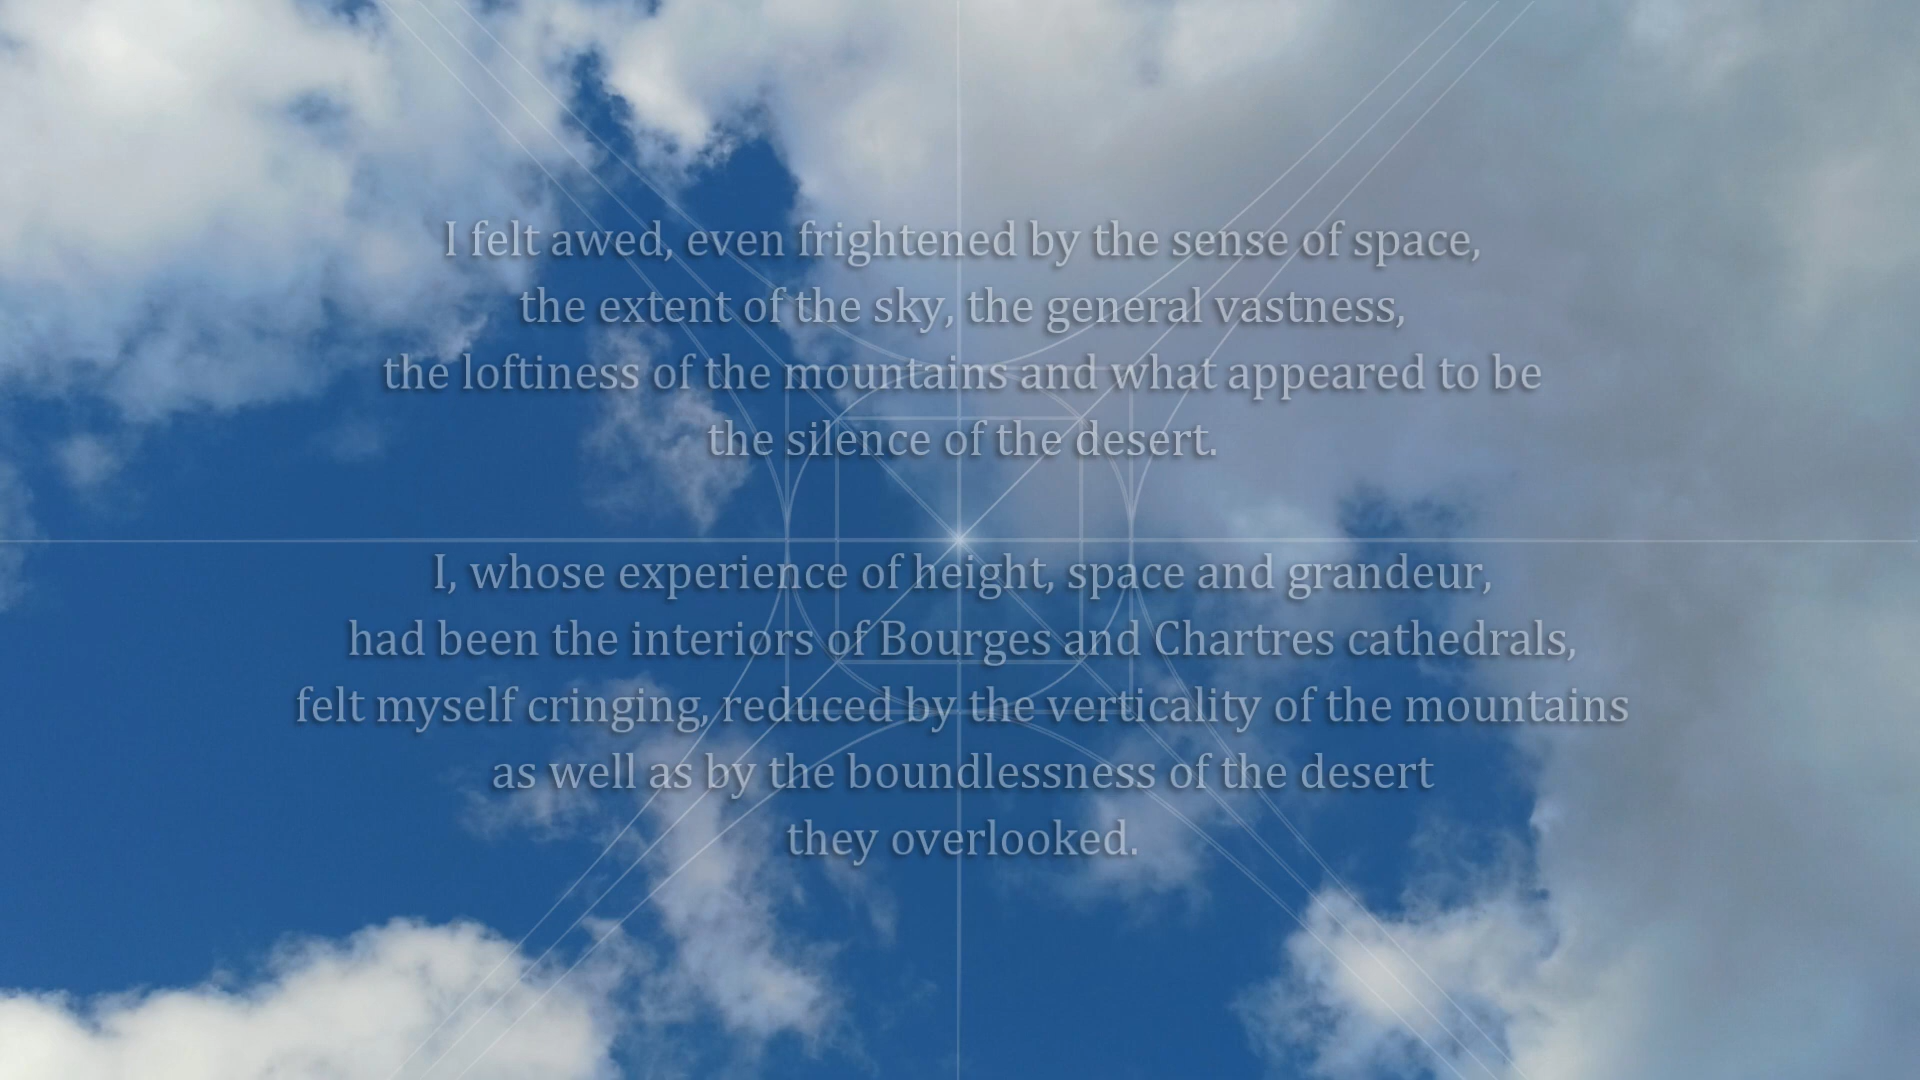 I felt awed, even frightened by the sense of space,
the extent of the sky, the general vastness,
the loftiness of the mountains and what appeared to be
the silence of the desert.
I, whose experience of height, space and grandeur,
had been the interiors of Bourges and Chartres cathedrals,
felt myself cringing, reduced by the verticality of the mountains
as well as by the boundlessness of the desert
they overlooked.